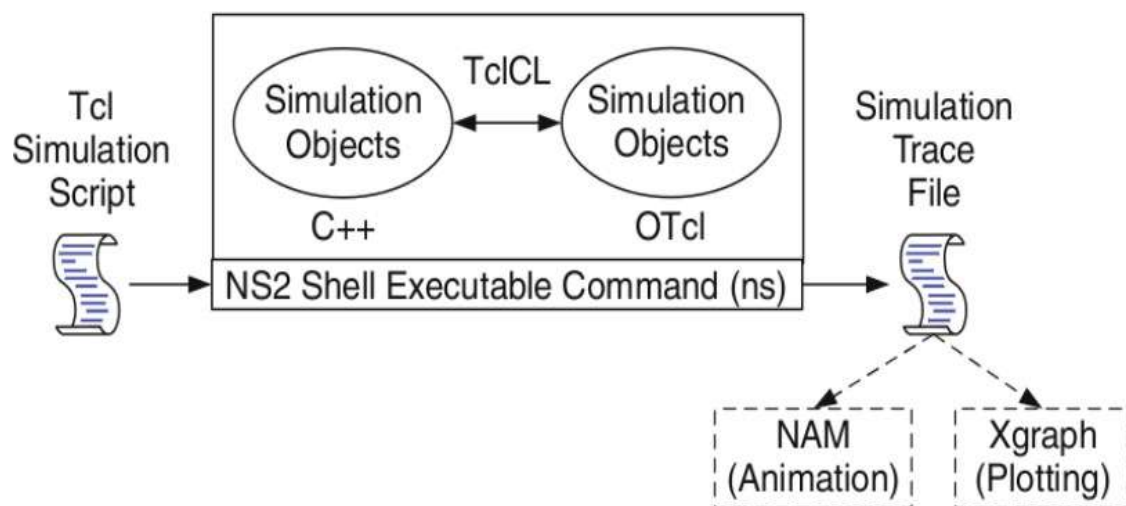 Tcl
Simulation
Script
TclCL
Simulation
Objects
Simulation
Objects
C++
OTcl
NS2 Shell Executable Command (ns)
Simulation
Trace
File
NAM
(Animation)
Xgraph
(Plotting)